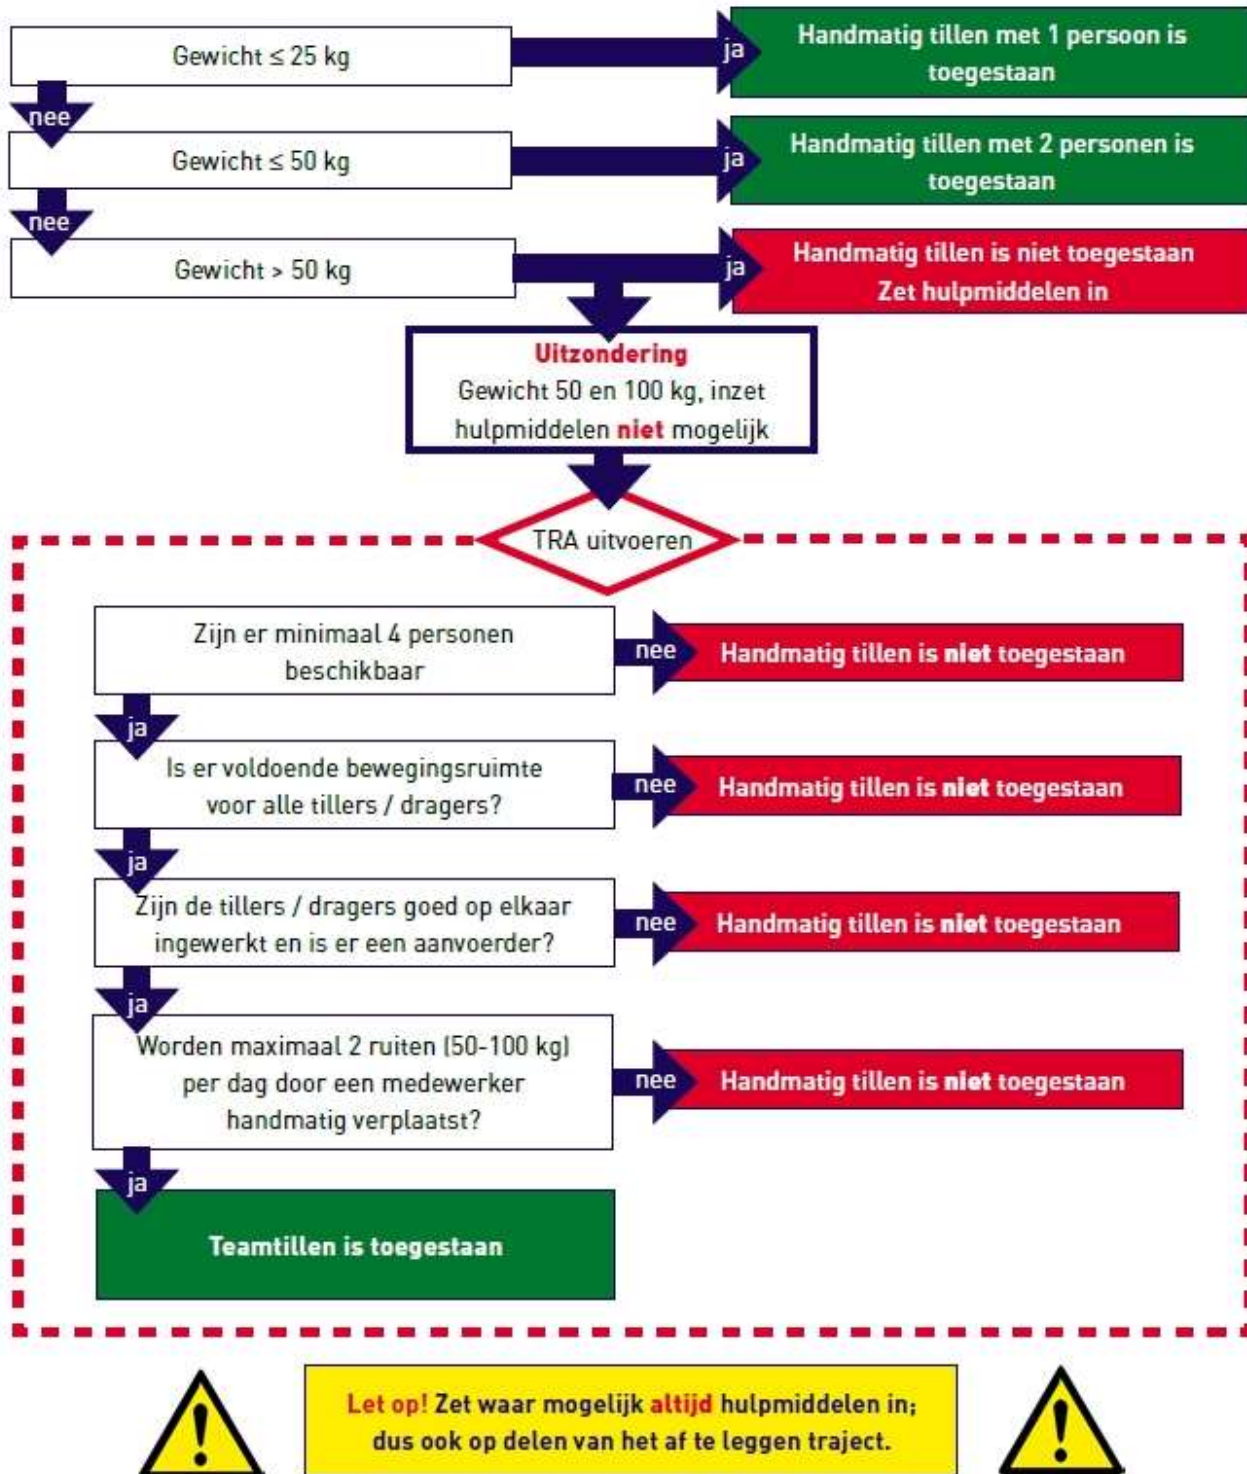 Gewicht ≤ 25 kg
ja
Handmatig tillen met 1 persoon is
toegestaan
nee
Gewicht ≤ 50 kg
ja
Handmatig tillen met 2 personen is
toegestaan
nee
Gewicht > 50 kg
ja
Handmatig tillen is niet toegestaan
Zet hulpmiddelen in
Uitzondering
Gewicht 50 en 100 kg, inzet
hulpmiddelen niet mogelijk
TRA uitvoeren
Zijn er minimaal 4 personen
beschikbaar
nee
Handmatig tillen is niet toegestaan
ja
Is er voldoende bewegingsruimte
voor alle tillers / dragers?
nee
Handmatig tillen is niet toegestaan
ja
Zijn de tillers / dragers goed op elkaar
ingewerkt en is er een aanvoerder?
nee
Handmatig tillen is niet toegestaan
ja
Worden maximaal 2 ruiten (50-100 kg)
per dag door een medewerker
handmatig verplaatst?
nee
Handmatig tillen is niet toegestaan
ja
Teamtillen is toegestaan
Let op! Zet waar mogelijk altijd hulpmiddelen in;
dus ook op delen van het af te leggen traject.